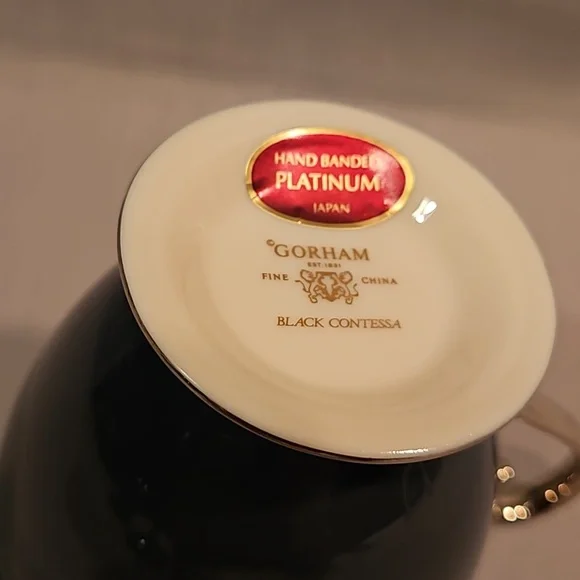 HAND BANDED
PLATINUM
JAPAN
©GORHAM
EST. 1831
FINE CHINA
BLACK CONTESSA